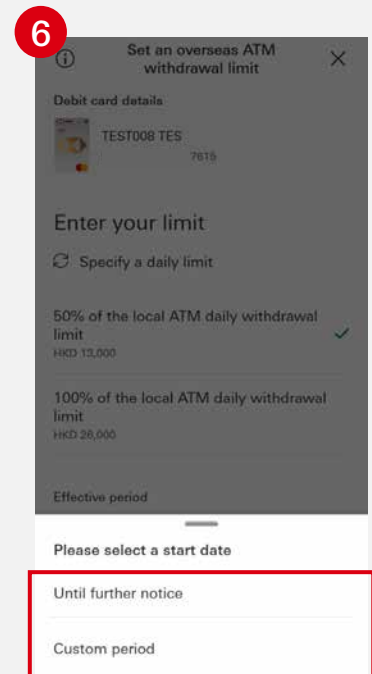 6
Set an overseas ATM
withdrawal limit
Debit card details
TEST008 TES
7615
Enter your limit
Specify a daily limit
50% of the local ATM daily withdrawal
limit
HKD 13,000
100% of the local ATM daily withdrawal
limit
HKD 26,000
Effective period
Please select a start date
Until further notice
Custom period